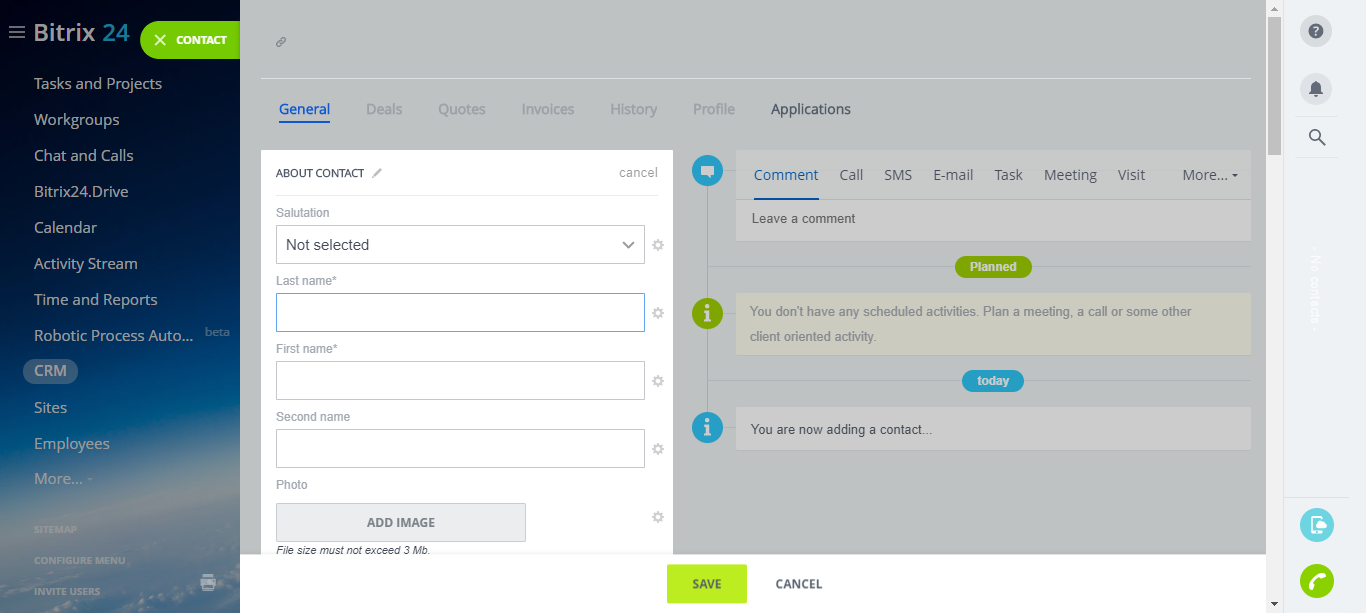 Bitrix 24
CONTACT
Tasks and Projects
Workgroups
Chat and Calls
Bitrix24.Drive
Calendar
Activity Stream
Time and Reports
Robotic Process Auto... beta
CRM
Sites
Employees
More...
SITEMAP
CONFIGURE MENU
INVITE USERS
General Deals Quotes Invoices History Profile Applications
ABOUT CONTACT cancel
Salutation
Not selected
Last name*
First name*
Second name
Photo
ADD IMAGE
File size must not exceed 3 Mb.
Comment Call SMS E-mail Task Meeting Visit More...
Leave a comment
Planned
You don't have any scheduled activities. Plan a meeting, a call or some other
client oriented activity.
today
You are now adding a contact...
SAVE CANCEL
- No contacts -